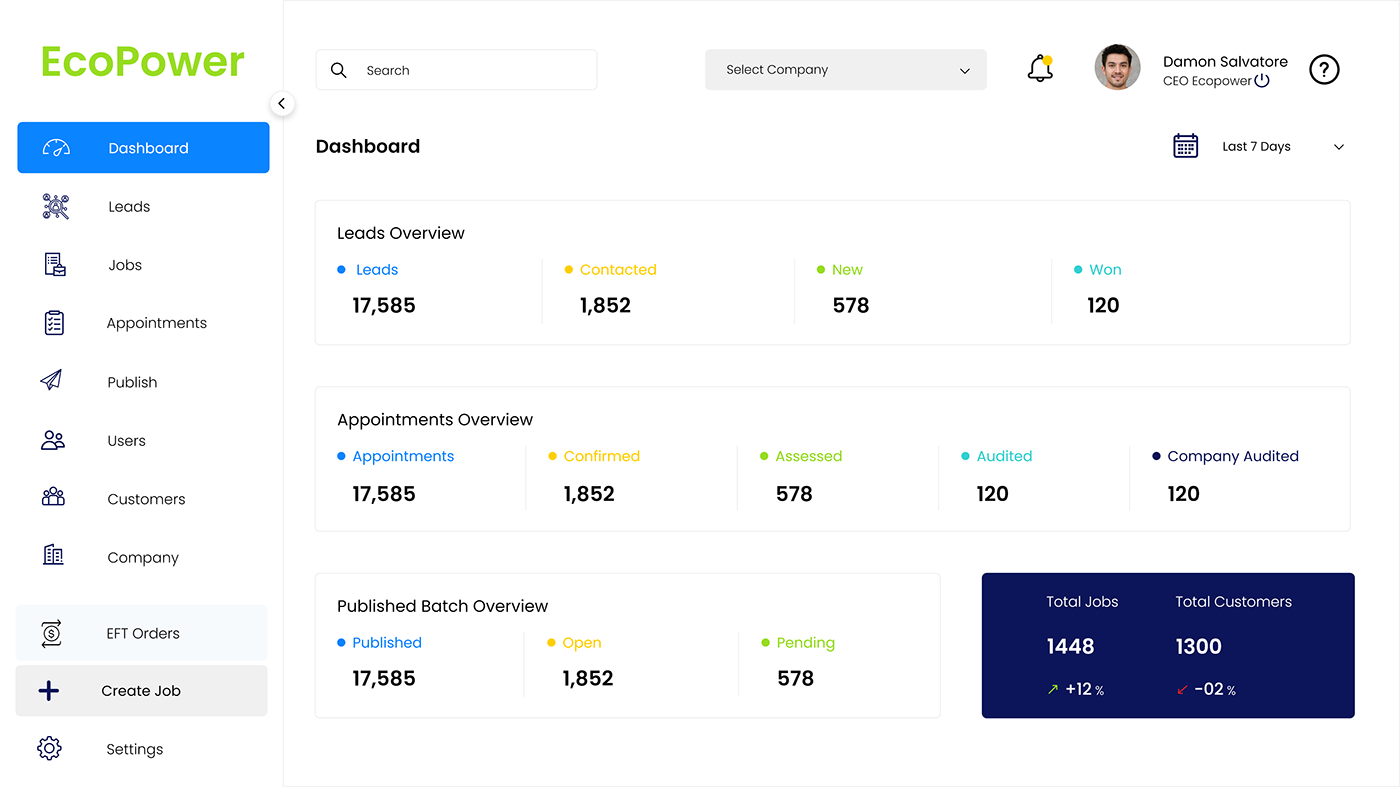 EcoPower
Dashboard
Leads
Jobs
Appointments
Publish
Users
Customers
Company
EFT Orders
Create Job
Settings
Search
Select Company
Damon Salvatore
CEO Ecopower
?
Dashboard
Last 7 Days
Leads Overview
Leads Contacted New Won
17,585 1,852 578 120
Appointments Overview
Appointments Confirmed Assessed Audited Company Audited
17,585 1,852 578 120 120
Published Batch Overview
Published Open Pending
17,585 1,852 578
Total Jobs Total Customers
1448 1300
+12 % -02 %